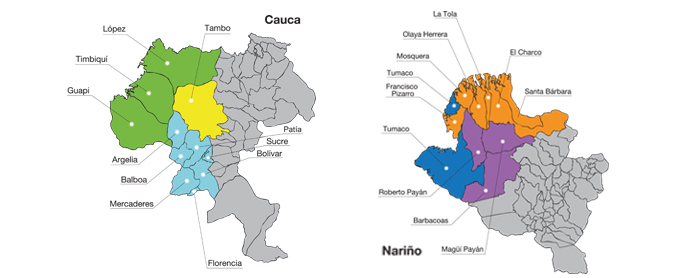 Cauca
López
Tambo
Timbiquí
Guapi
Patía
Sucre
Bolívar
Argelia
Balboa
Mercaderes
Florencia
La Tola
Olaya Herrera
El Charco
Mosquera
Tumaco
Francisco
Pizarro
Santa Bárbara
Tumaco
Roberto Payán
Barbacoas
Magüí Payán
Nariño